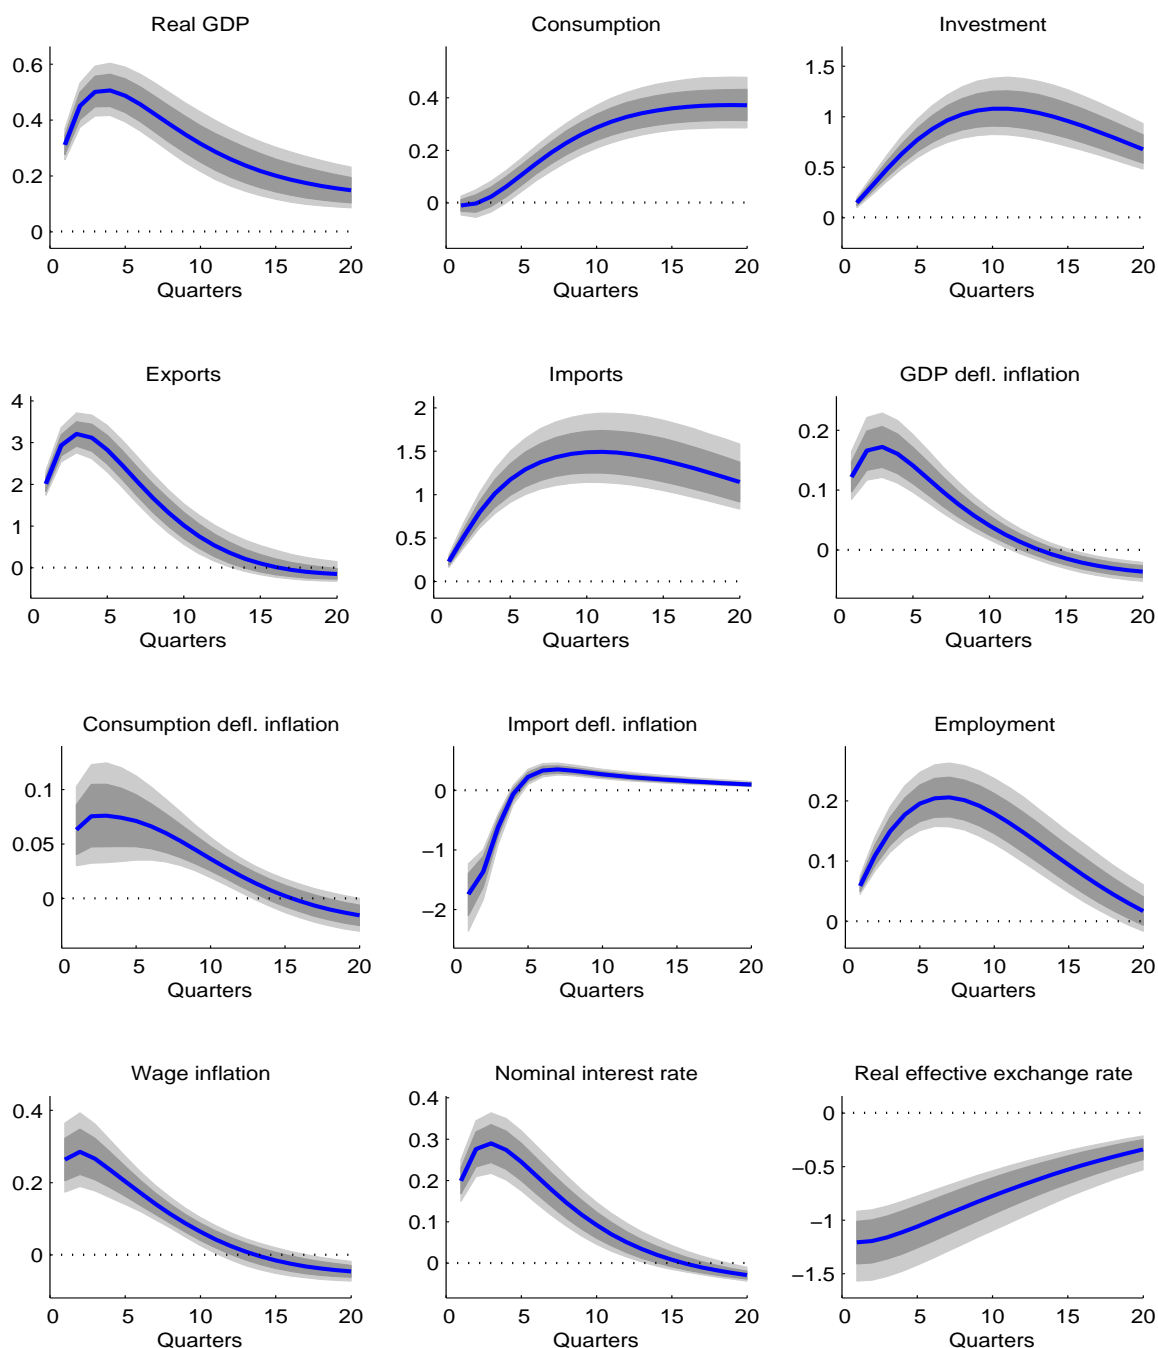 Real GDP
0.6
0.4
0.2
0
0 5 10 15 20
Quarters
Consumption
0.4
0.2
0
0 5 10 15 20
Quarters
Investment
1.5
1
0.5
0
0 5 10 15 20
Quarters
Exports
4
3
2
1
0
0 5 10 15 20
Quarters
Imports
2
1.5
1
0.5
0
0 5 10 15 20
Quarters
GDP defl. inflation
0.2
0.1
0
0 5 10 15 20
Quarters
Consumption defl. inflation
0.1
0.05
0
0 5 10 15 20
Quarters
Import defl. inflation
0
−1
−2
0 5 10 15 20
Quarters
Employment
0.2
0.1
0
0 5 10 15 20
Quarters
Wage inflation
0.4
0.2
0
0 5 10 15 20
Quarters
Nominal interest rate
0.4
0.3
0.2
0.1
0
0 5 10 15 20
Quarters
Real effective exchange rate
0
−0.5
−1
−1.5
0 5 10 15 20
Quarters